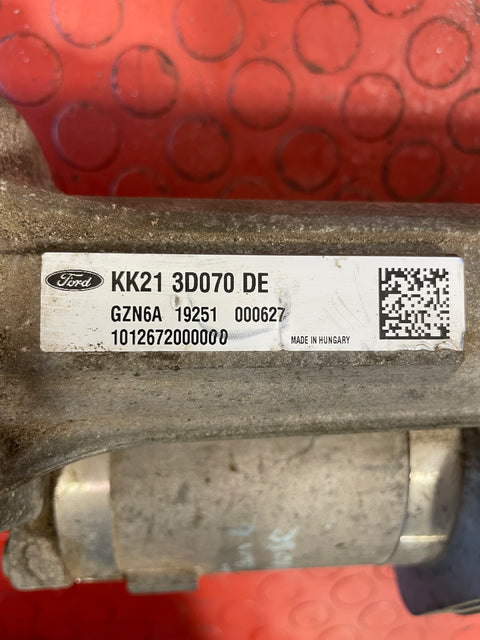 Ford KK21 3D070 DE
GZN6A 19251 000627
1012672000000 MADE IN HUNGARY